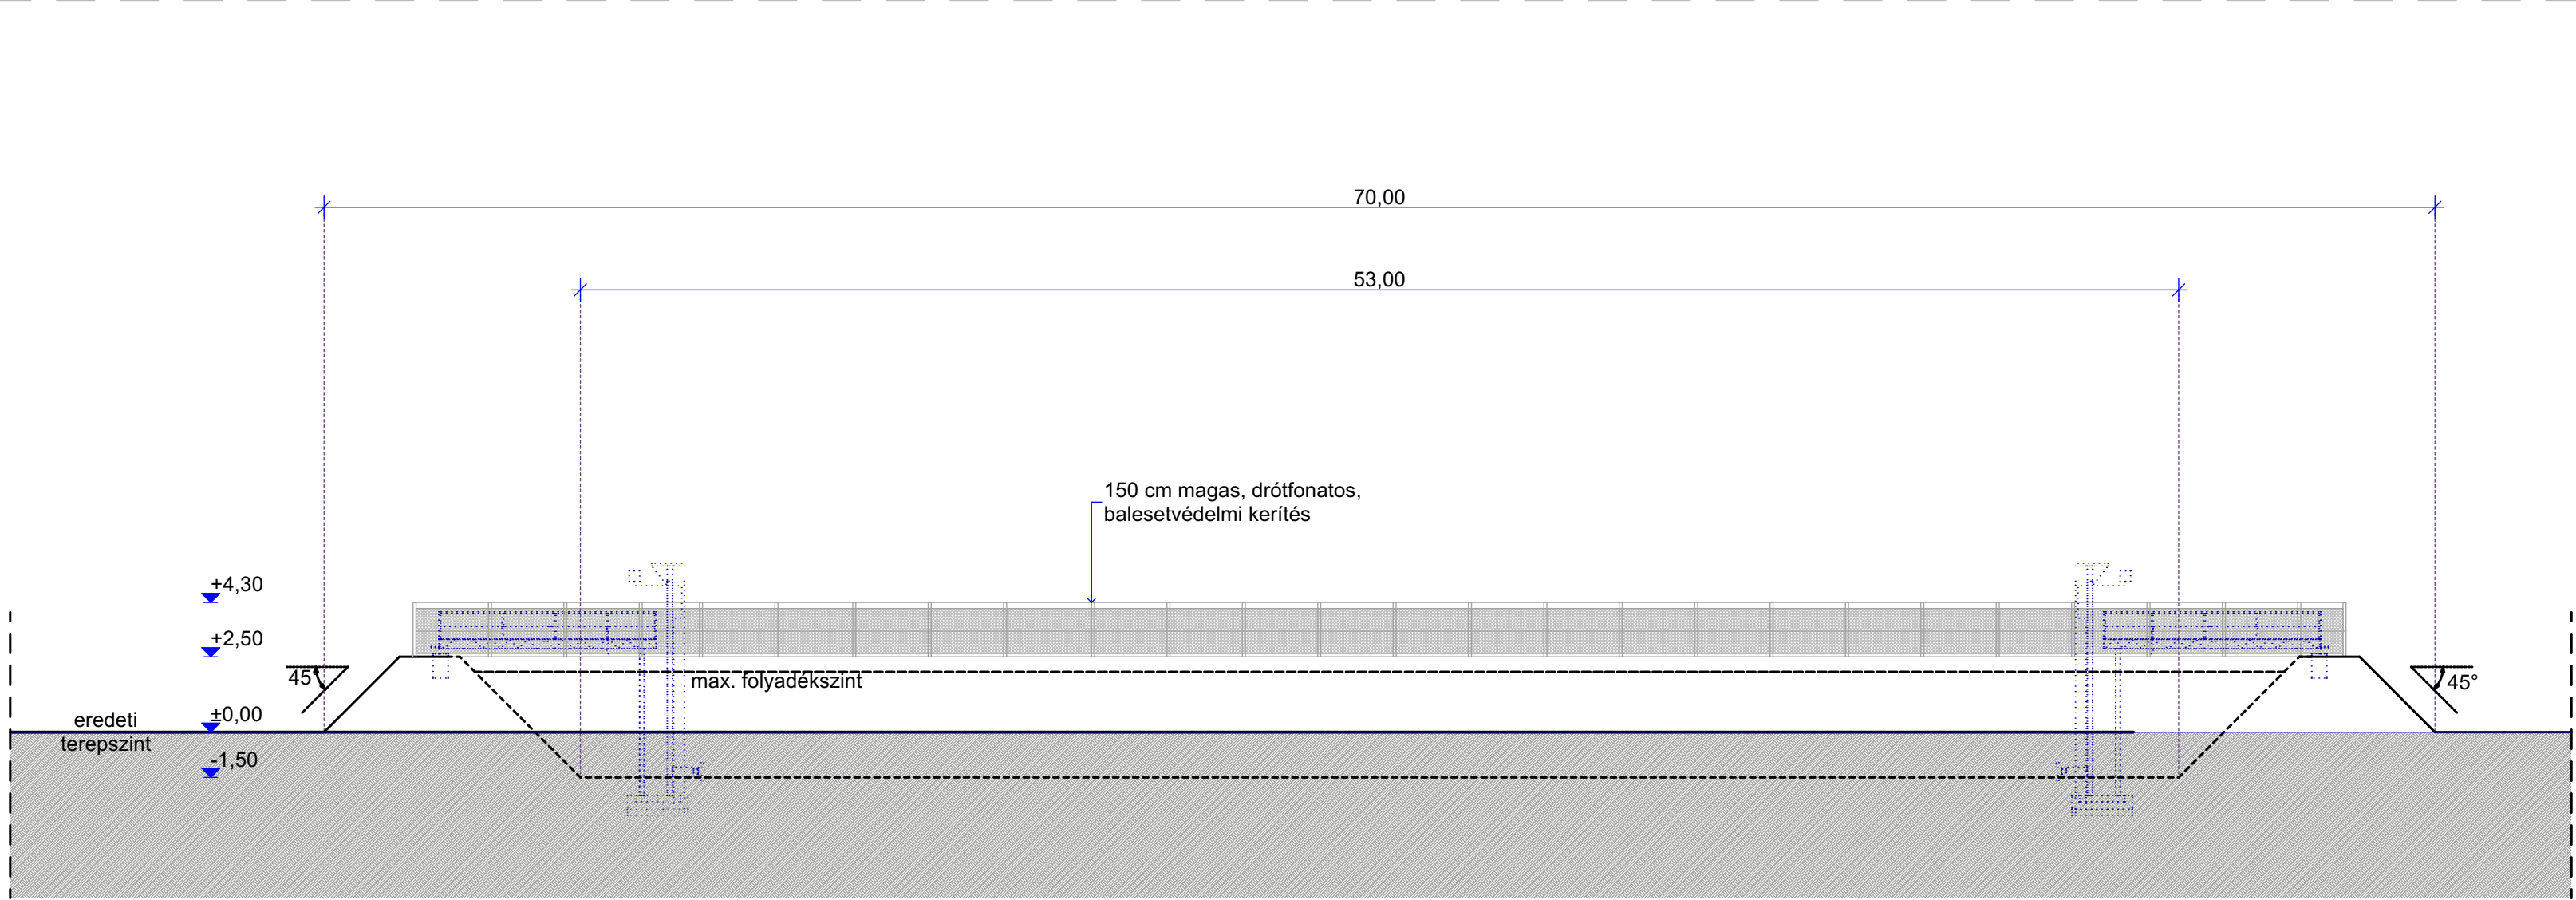 70,00
53,00
150 cm magas, drótfonatos,
balesetvédelmi kerítés
+4,30
+2,50
45°
max. folyadékszint
45°
eredeti
terepszint
±0,00
-1,50